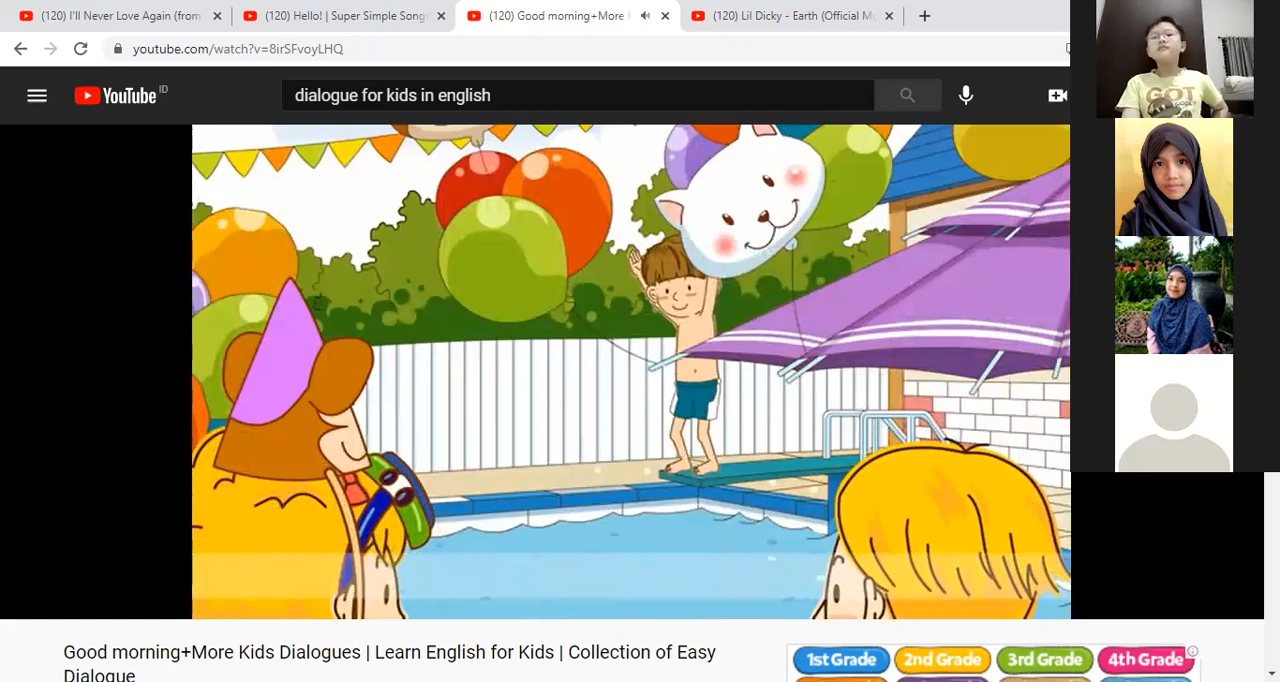 (120) I'll Never Love Again (from
(120) Hello! | Super Simple Song
(120) Good morning+More
(120) Lil Dicky - Earth (Official M
youtube.com/watch?v=8irSFvoyLHQ
YouTube ID
dialogue for kids in english
GOT
Good morning+More Kids Dialogues | Learn English for Kids | Collection of Easy
Dialogue
1st Grade 2nd Grade 3rd Grade 4th Grade